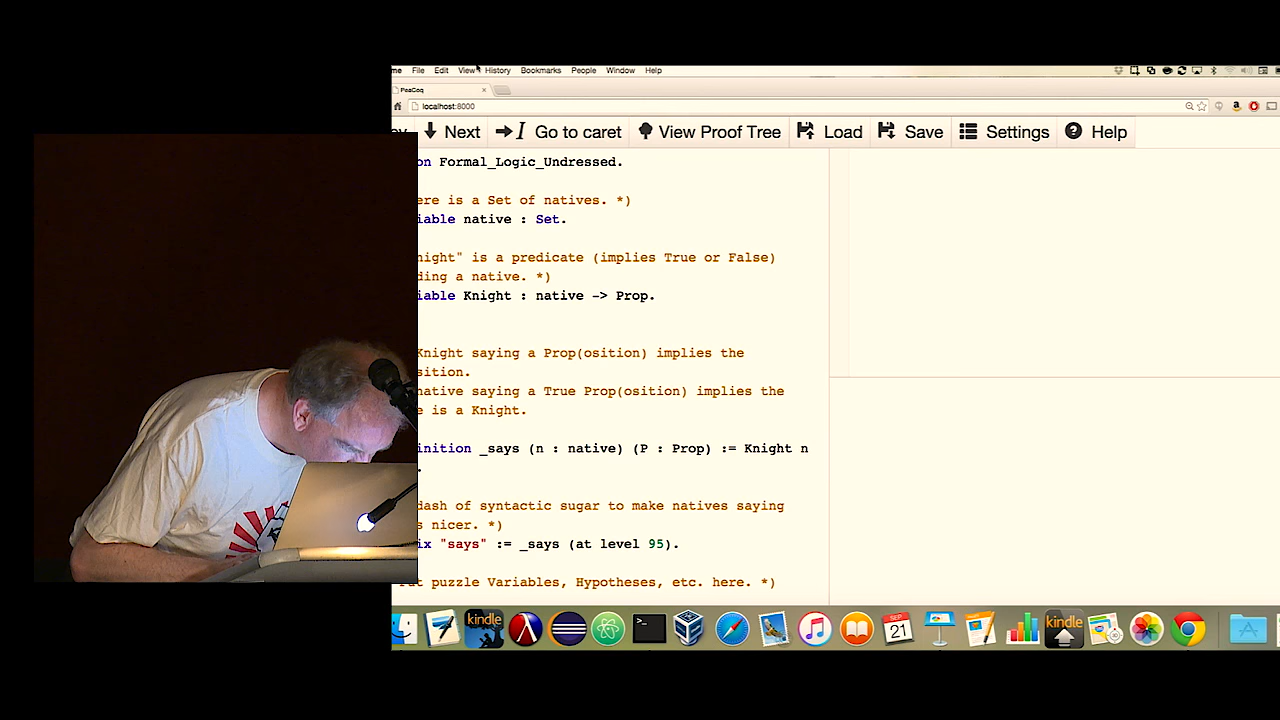 me File Edit View History Bookmarks People Window Help
PeaCoq
localhost:8000
Next Go to caret View Proof Tree Load Save Settings Help
on Formal_Logic_Undressed.
ere is a Set of natives. *)
iable native : Set.
night" is a predicate (implies True or False)
ding a native. *)
iable Knight : native -> Prop.
Knight saying a Prop(osition) implies the
sition.
native saying a True Prop(osition) implies the
e is a Knight.
inition _says (n : native) (P : Prop) := Knight n
.
dash of syntactic sugar to make natives saying
s nicer. *)
ix "says" := _says (at level 95).
puzzle Variables, Hypotheses, etc. here. *)
kindle
SEP
21
kindle